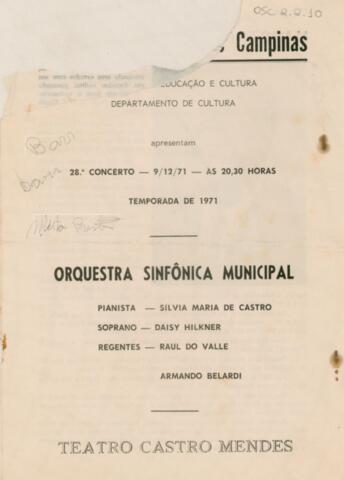 OSC 2.2.10
Campinas
EDUCAÇÃO E CULTURA
DEPARTAMENTO DE CULTURA
apresentam
28.º CONCERTO — 9/12/71 — ÀS 20,30 HORAS
TEMPORADA DE 1971
ORQUESTRA SINFÔNICA MUNICIPAL
PIANISTA — SÍLVIA MARIA DE CASTRO
SOPRANO — DAISY HILKNER
REGENTES — RAUL DO VALLE
ARMANDO BELARDI
TEATRO CASTRO MENDES